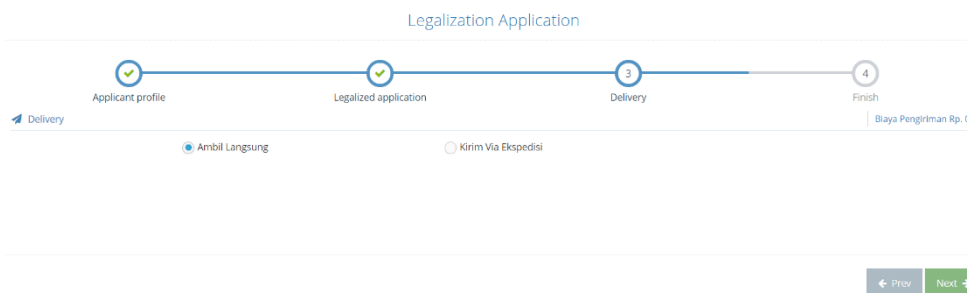 Legalization Application
3
4
Applicant profile
Legalized application
Delivery
Finish
Delivery
Biaya Pengiriman Rp. 0
Ambil Langsung
Kirim Via Ekspedisi
Prev
Next